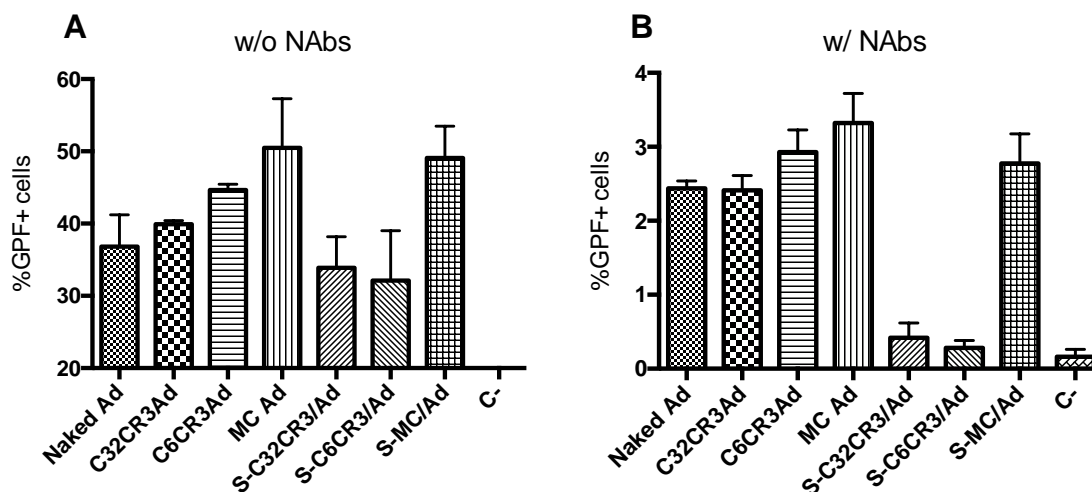 A
w/o NAbs
%GPF+ cells
60
50
40
30
20
Naked Ad
C32CR3Ad
C6CR3Ad
MC Ad
S-C32CR3/Ad
S-C6CR3/Ad
S-MC/Ad
C-
B
w/ NAbs
%GPF+ cells
4
3
2
1
0
Naked Ad
C32CR3Ad
C6CR3Ad
MC Ad
S-C32CR3/Ad
S-C6CR3/Ad
S-MC/Ad
C-